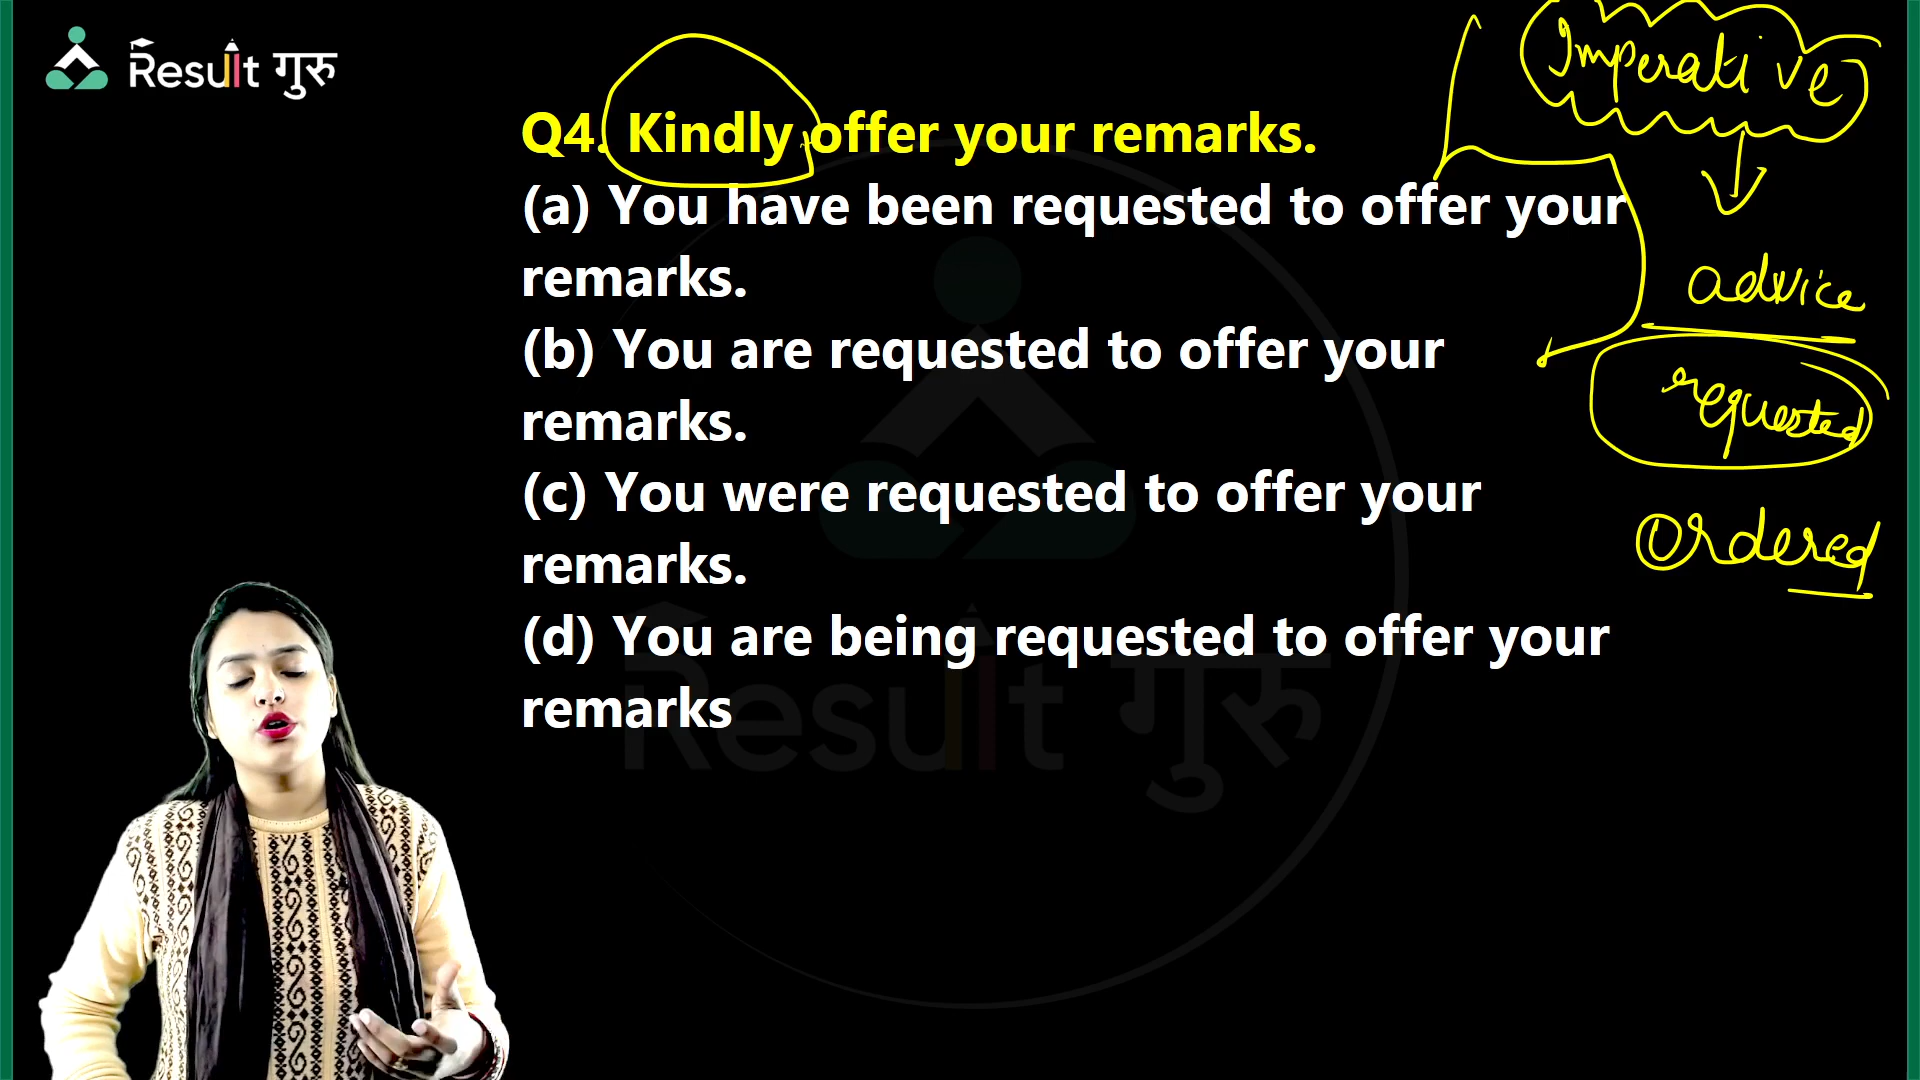 Result गुरु
Imperative
Q4. Kindly offer your remarks.
(a) You have been requested to offer your
remarks.
advice
(b) You are requested to offer your
remarks.
requested
(c) You were requested to offer your
remarks.
ordered
(d) You are being requested to offer your
remarks
Result गुरु